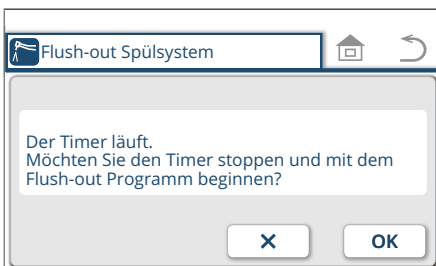 Flush-out Spülsystem
Der Timer läuft.
Möchten Sie den Timer stoppen und mit dem
Flush-out Programm beginnen?
OK